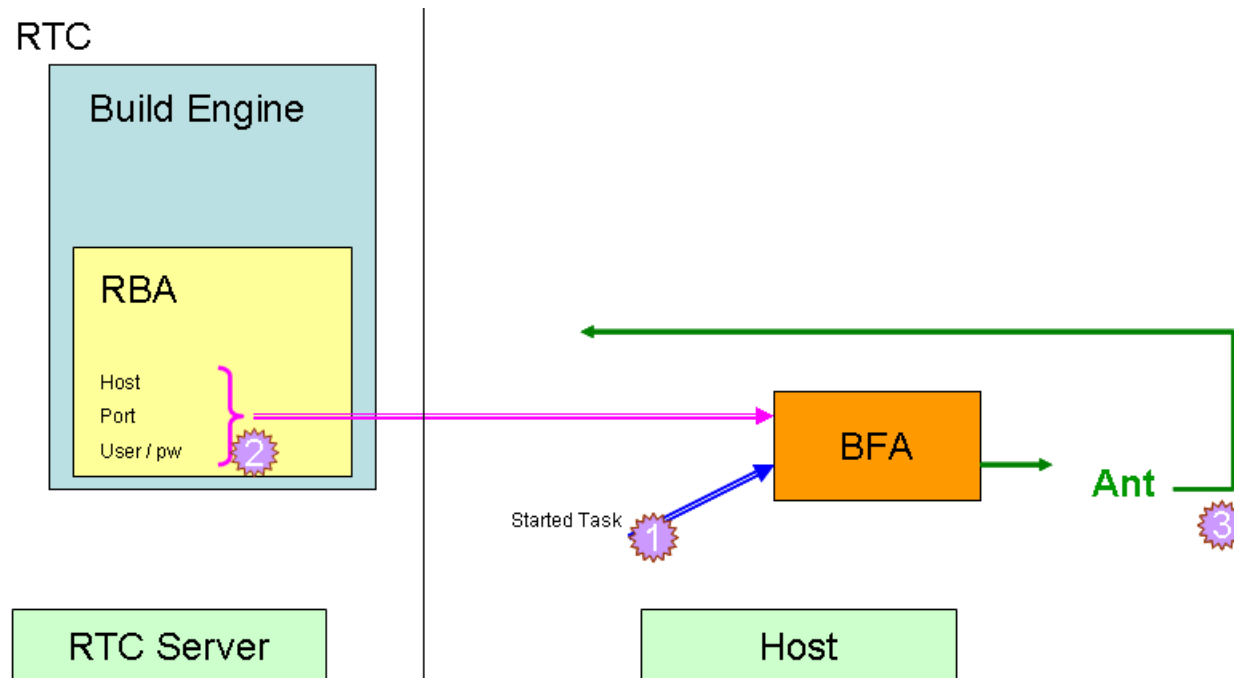 RTC
Build Engine
RBA
Host
Port
User / pw
2
BFA
Ant
Started Task
1
3
RTC Server
Host